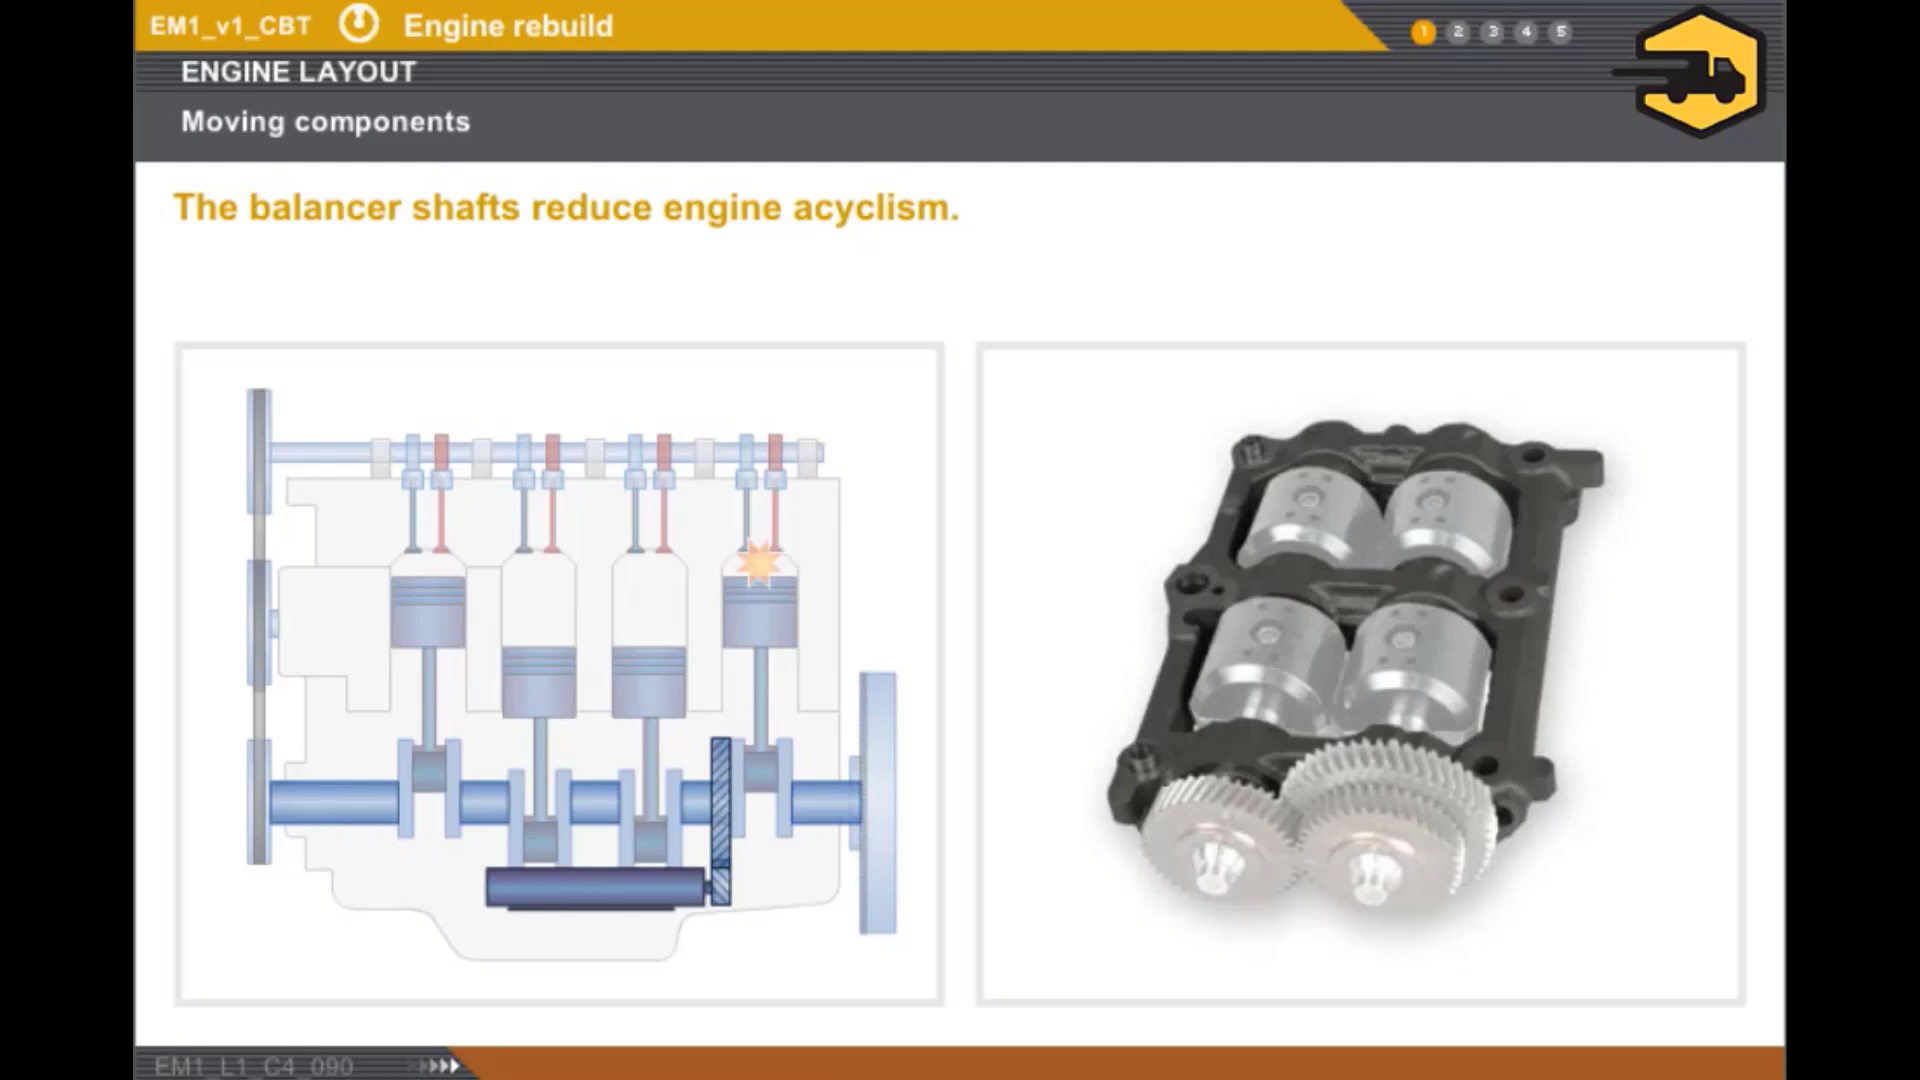 EM1_v1_CBT Engine rebuild
1 2 3 4 5
ENGINE LAYOUT
Moving components
The balancer shafts reduce engine acyclism.
EM1_L1_C4_090